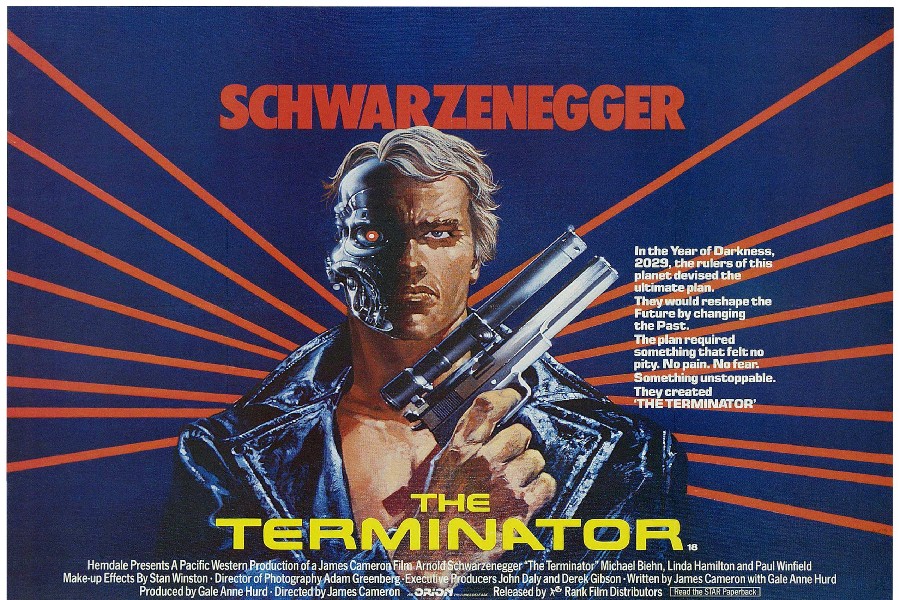 SCHWARZENEGGER
In the Year of Darkness,
2029, the rulers of this
planet devised the
ultimate plan.
They would reshape the
Future by changing
the Past.
The plan required
something that felt no
pity. No pain. No fear.
Something unstoppable.
They created
'THE TERMINATOR'
THE
TERMINATOR 18
Hemdale Presents A Pacific Western Production of a James Cameron Film Arnold Schwarzenegger "The Terminator" Michael Biehn, Linda Hamilton and Paul Winfield
Make-up Effects By Stan Winston · Director of Photography Adam Greenberg · Executive Producers John Daly and Derek Gibson · Written by James Cameron with Gale Anne Hurd
Produced by Gale Anne Hurd · Directed by James Cameron ORION Released by Rank Film Distributors Read the STAR Paperback